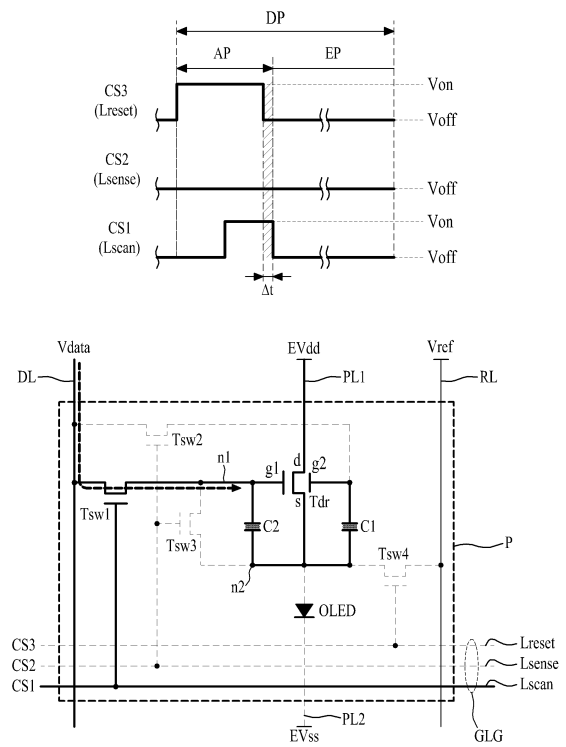 DP
AP EP
CS3
(Lreset)
Von
Voff
CS2
(Lsense)
Voff
CS1
(Lscan)
Von
Voff
Δt
Vdata EVdd Vref
DL PL1 RL
Tsw2
n1 g1 d g2
s Tdr
Tsw1 C2 C1
Tsw3 Tsw4 P
n2
OLED
CS3 Lreset
CS2 Lsense
CS1 Lscan
PL2 GLG
EVss